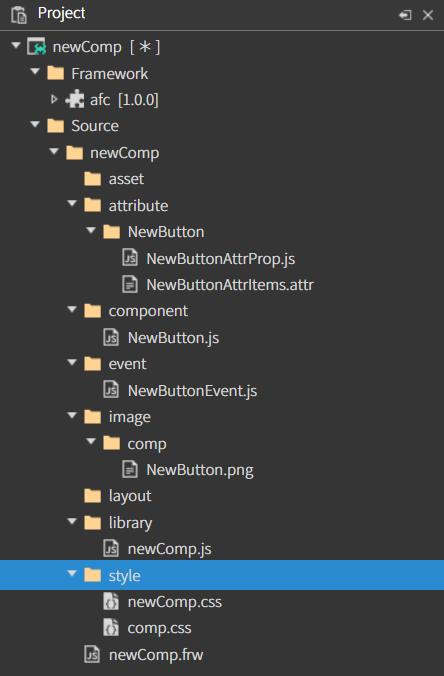 Project
newComp [ * ]
Framework
afc [1.0.0]
Source
newComp
asset
attribute
NewButton
NewButtonAttrProp.js
NewButtonAttrItems.attr
component
NewButton.js
event
NewButtonEvent.js
image
comp
NewButton.png
layout
library
newComp.js
style
newComp.css
comp.css
newComp.frw